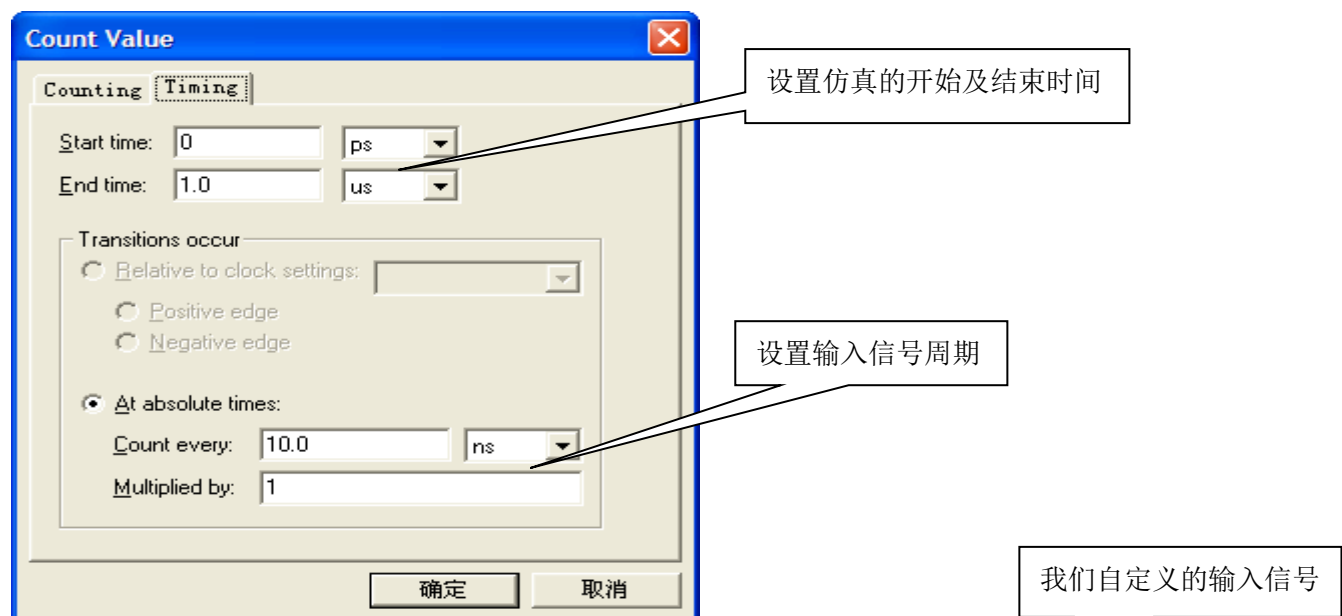 Count Value
设置仿真的开始及结束时间
Counting Timing
Start time: 0 ps
End time: 1.0 us
Transitions occur
Relative to clock settings:
Positive edge
Negative edge
设置输入信号周期
At absolute times:
Count every: 10.0 ns
Multiplied by: 1
确定 取消
我们自定义的输入信号